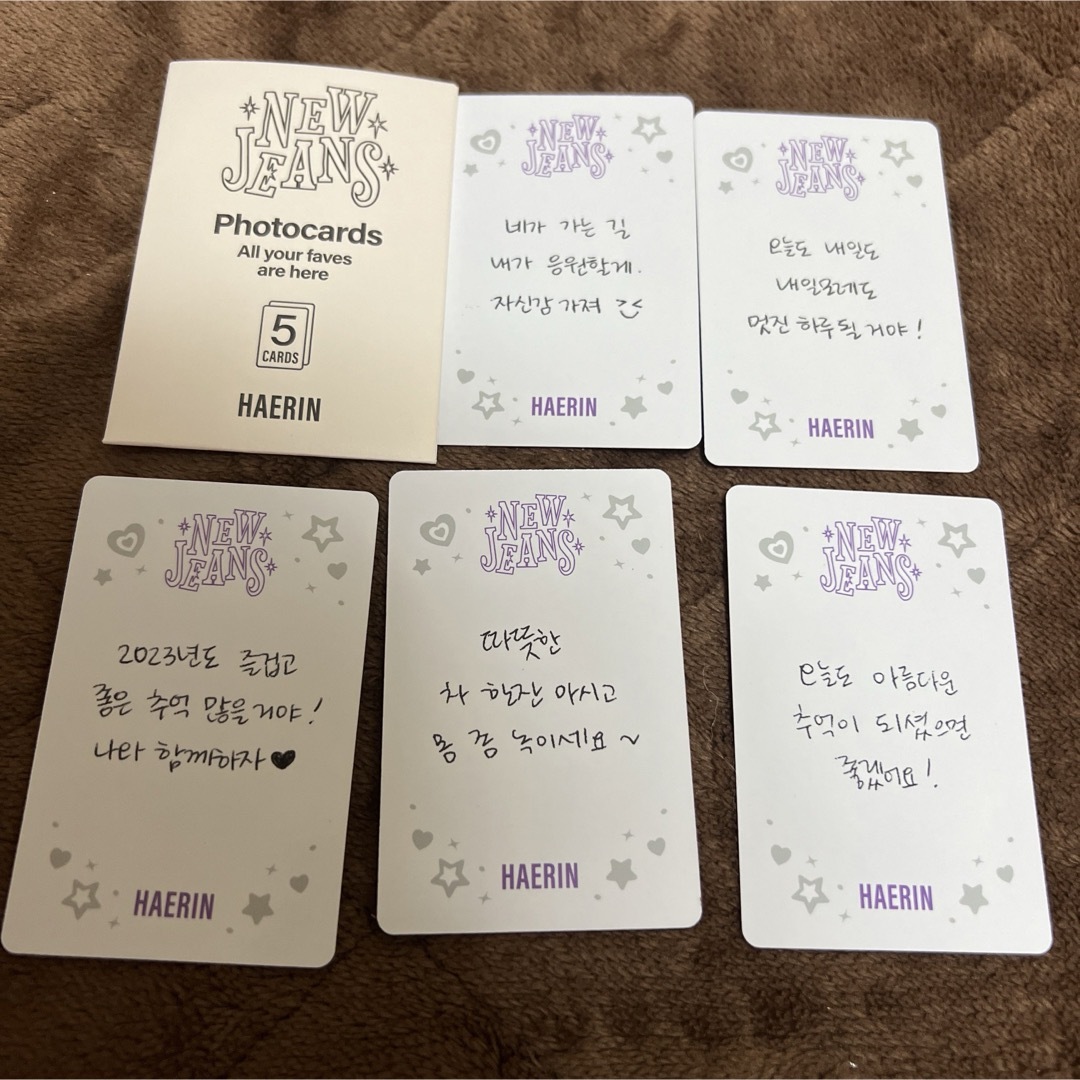 NEW
JEANS
Photocards
All your faves
are here
5
CARDS
HAERIN
NEW
JEANS
네가 가는 길
내가 응원할게.
자신감 가져
HAERIN
NEW
JEANS
오늘도 내일도
내일모레도
멋진 하루 될 거야!
HAERIN
NEW
JEANS
2023년도 즐겁고
좋은 추억 많을거야!
나와 함께하자♥
HAERIN
NEW
JEANS
따뜻한
차 한잔 마시고
몸 좀 녹이세요~
HAERIN
NEW
JEANS
오늘도 아름다운
추억이 되셨으면
좋겠어요!
HAERIN